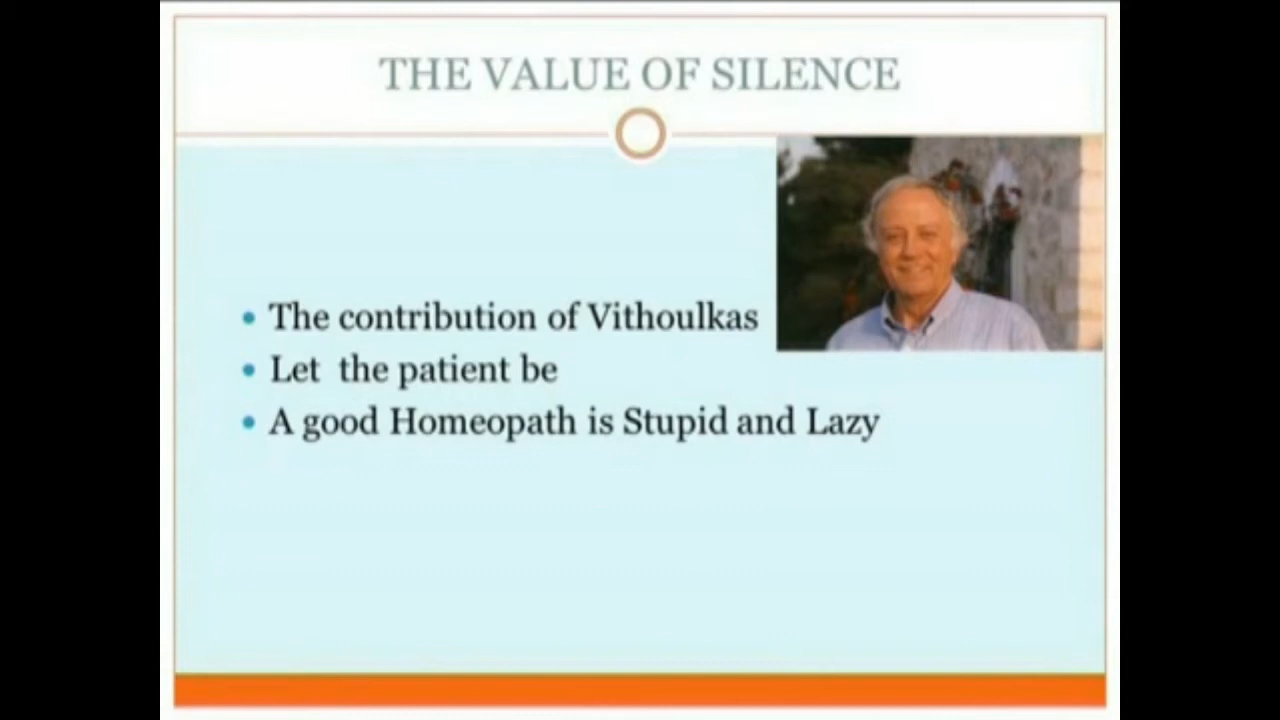 THE VALUE OF SILENCE
• The contribution of Vithoulkas
• Let the patient be
• A good Homeopath is Stupid and Lazy